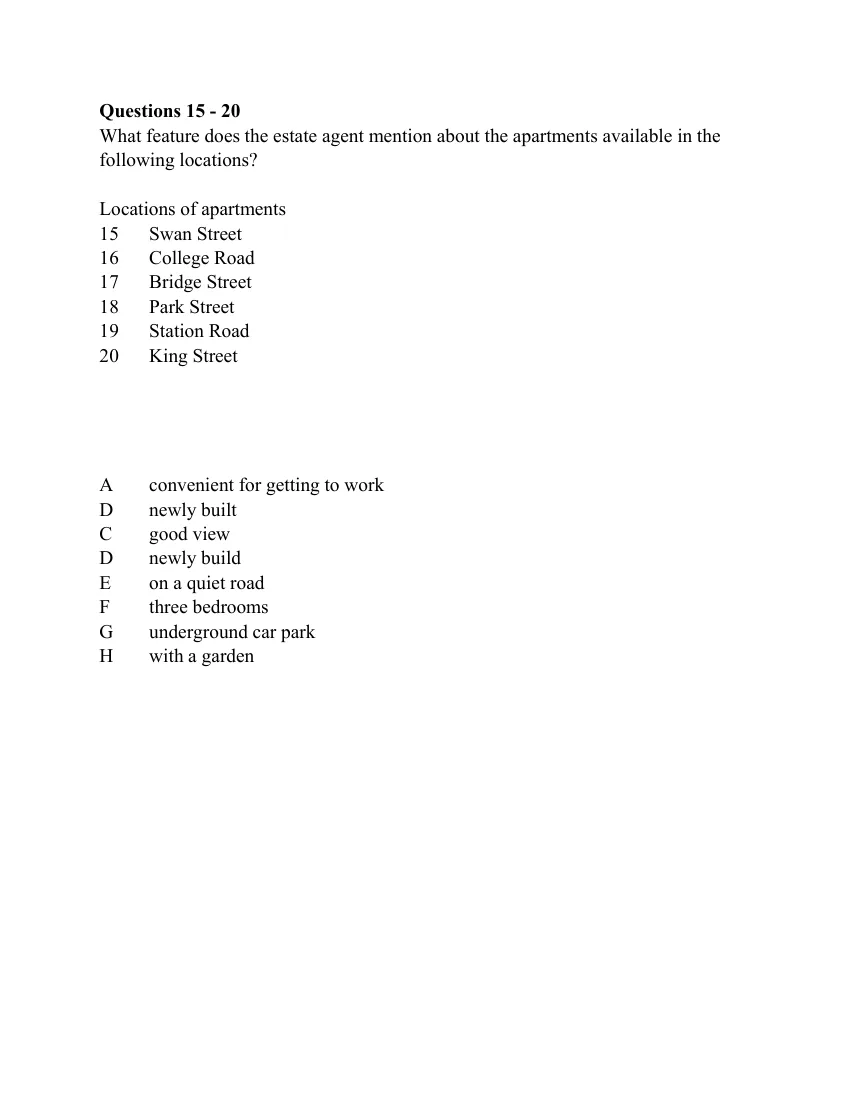 Questions 15 - 20
What feature does the estate agent mention about the apartments available in the
following locations?
Locations of apartments
15 Swan Street
16 College Road
17 Bridge Street
18 Park Street
19 Station Road
20 King Street
A convenient for getting to work
D newly built
C good view
D newly build
E on a quiet road
F three bedrooms
G underground car park
H with a garden